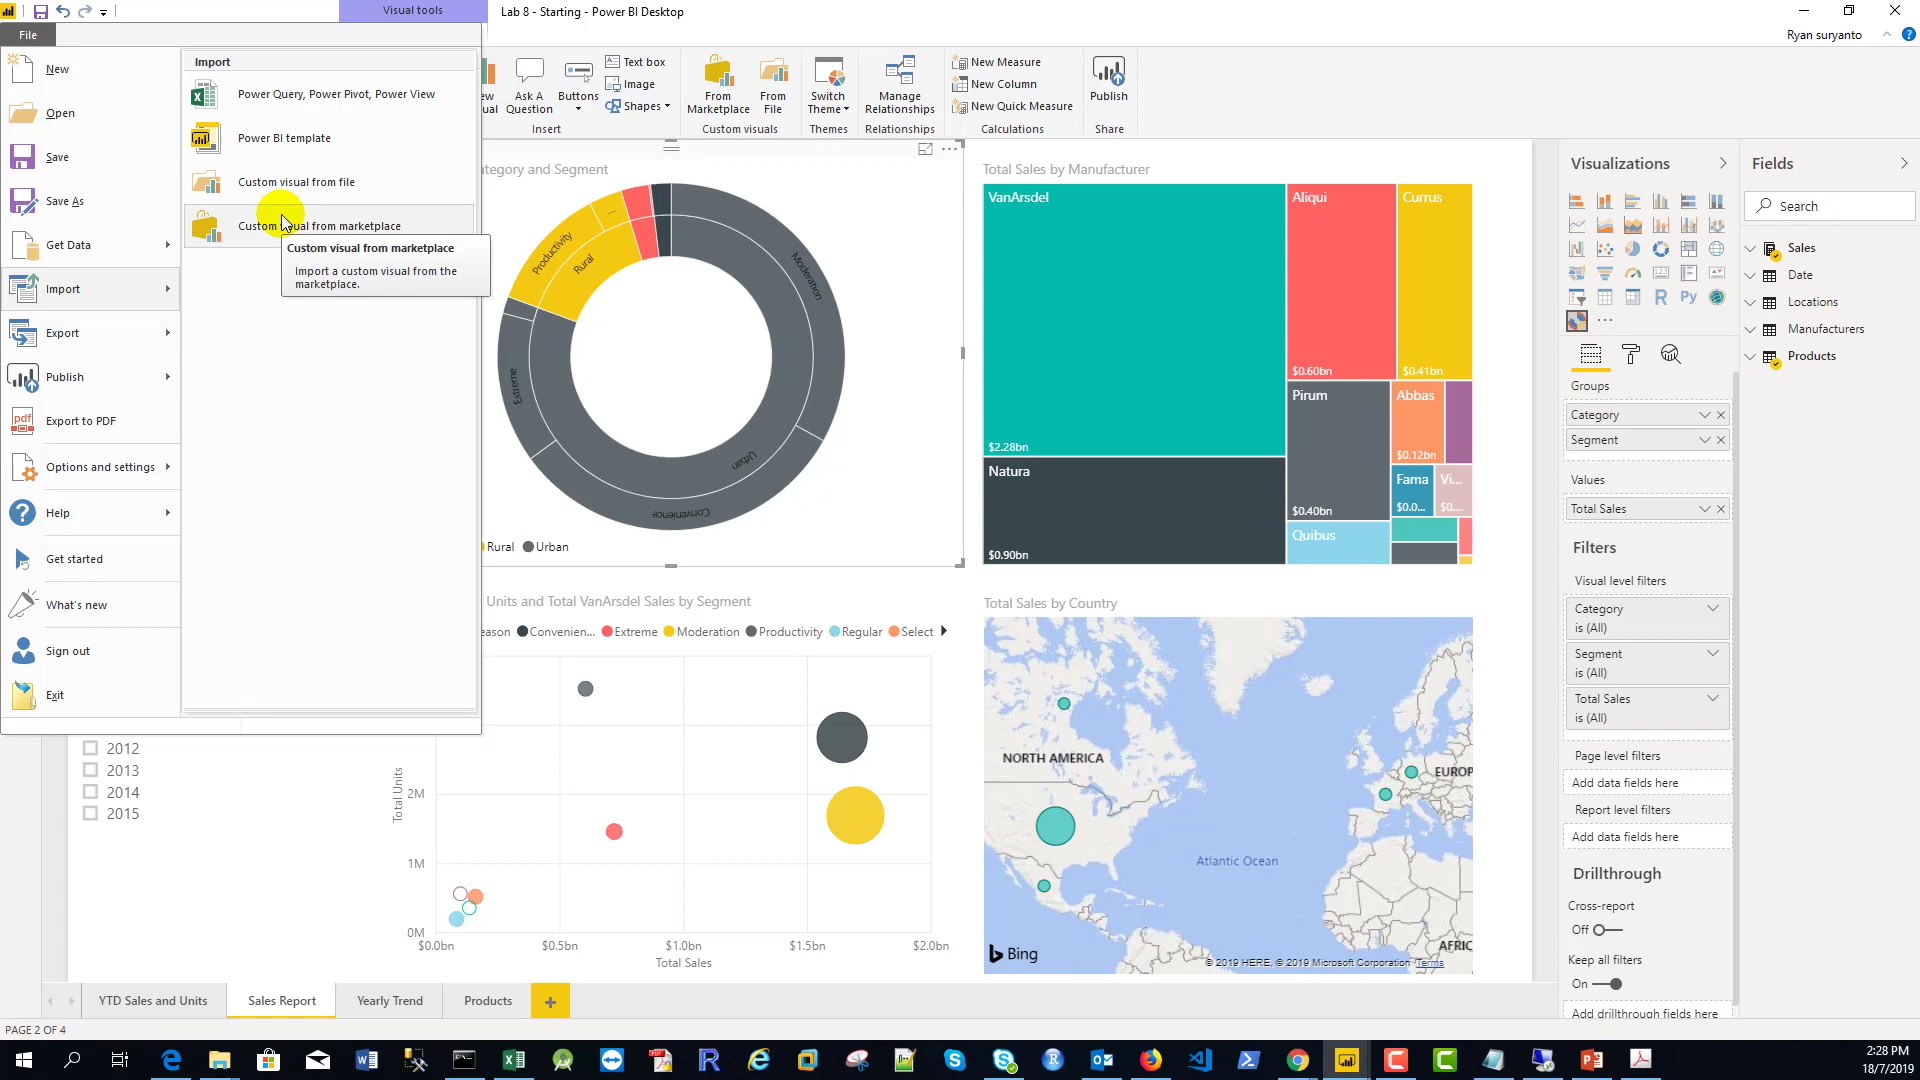 Visual tools
Lab 8 - Starting - Power BI Desktop
File
Ryan suryanto
New
Open
Save
Save As
Get Data
Import
Export
Publish
pdf
Export to PDF
Options and settings
Help
Get started
What's new
Sign out
Exit
Import
Power Query, Power Pivot, Power View
Power BI template
Custom visual from file
Custom visual from marketplace
Custom visual from marketplace
Import a custom visual from the
marketplace.
Ask A
Question
Buttons
Text box
Image
Shapes
Insert
From
Marketplace
From
File
Custom visuals
Switch
Theme
Themes
Manage
Relationships
Relationships
New Measure
New Column
New Quick Measure
Calculations
Publish
Share
ategory and Segment
Productivity
...
Rural
Moderation
Extreme
Urban
Convenience
Rural
Urban
Total Sales by Manufacturer
VanArsdel
$2.28bn
Natura
$0.90bn
Aliqui
$0.60bn
Currus
$0.41bn
Pirum
$0.40bn
Abbas
$0.12bn
Fama
$0.0...
Vi...
$0....
Quibus
Units and Total VanArsdel Sales by Segment
eason
Convenien...
Extreme
Moderation
Productivity
Regular
Select
Total Units
2M
1M
0M
$0.0bn
$0.5bn
$1.0bn
$1.5bn
$2.0bn
Total Sales
2012
2013
2014
2015
Total Sales by Country
NORTH AMERICA
EUROP
Atlantic Ocean
AFRIC
Bing
© 2019 HERE, © 2019 Microsoft Corporation Terms
Visualizations
R
Py
Groups
Category
Segment
Values
Total Sales
Filters
Visual level filters
Category
is (All)
Segment
is (All)
Total Sales
is (All)
Page level filters
Add data fields here
Report level filters
Add data fields here
Drillthrough
Cross-report
Off
Keep all filters
On
Add drillthrough fields here
Fields
Search
Sales
Date
Locations
Manufacturers
Products
YTD Sales and Units
Sales Report
Yearly Trend
Products
PAGE 2 OF 4
2:28 PM
18/7/2019